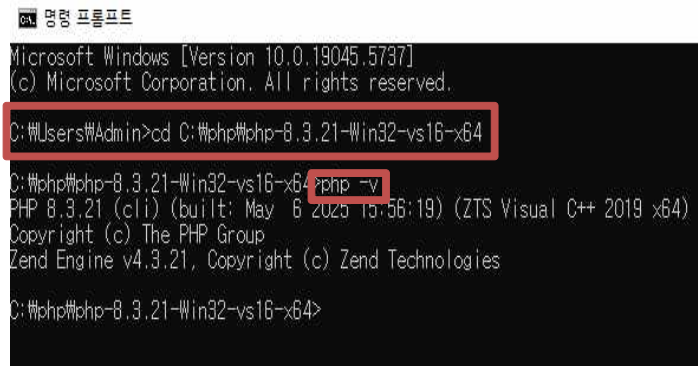 명령 프롬프트
Microsoft Windows [Version 10.0.19045.5737]
(c) Microsoft Corporation. All rights reserved.
C:₩Users₩Admin>cd C:₩php₩php-8.3.21-Win32-vs16-x64
C:₩php₩php-8.3.21-Win32-vs16-x64>php -v
PHP 8.3.21 (cli) (built: May  6 2025 15:56:19) (ZTS Visual C++ 2019 x64)
Copyright (c) The PHP Group
Zend Engine v4.3.21, Copyright (c) Zend Technologies
C:₩php₩php-8.3.21-Win32-vs16-x64>